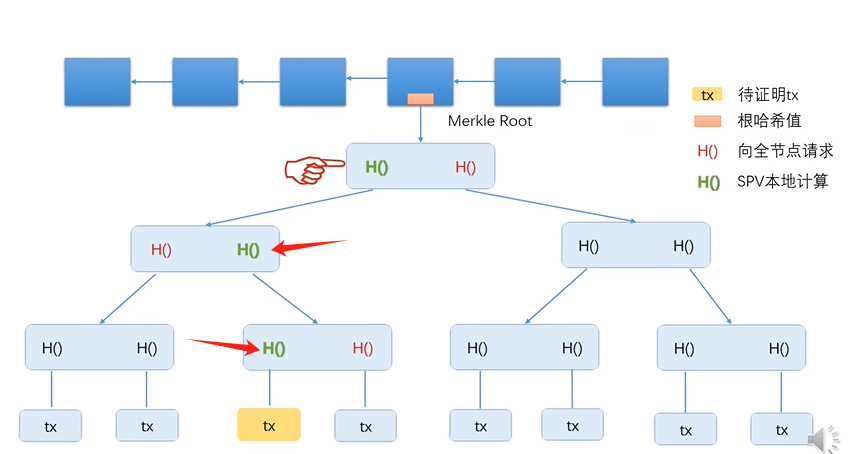 Merkle Root
tx 待证明tx
根哈希值
H() 向全节点请求
H() SPV本地计算
H() H()
H() H()
H() H()
H() H()
H() H()
H() H()
H() H()
tx tx tx tx tx tx tx tx